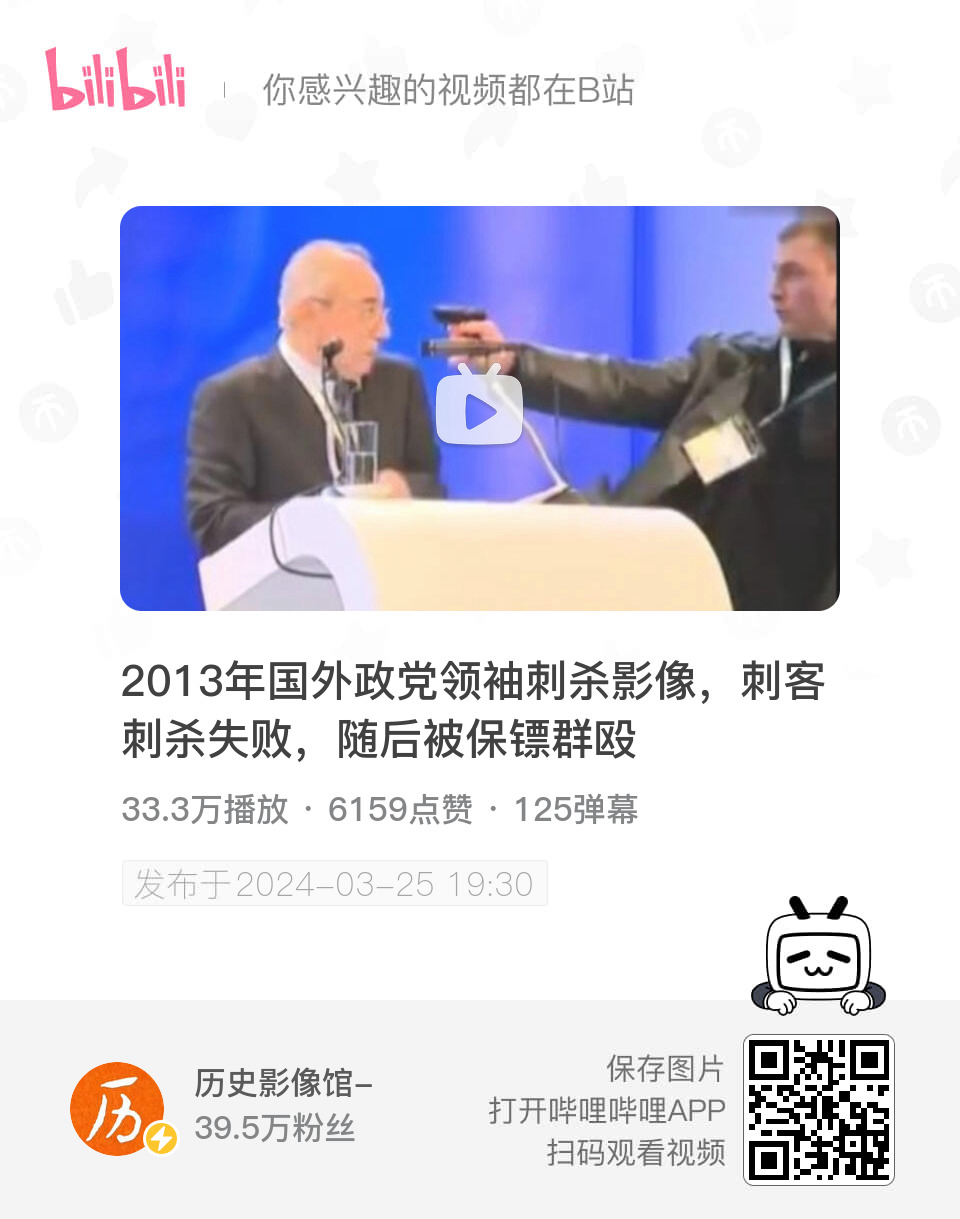 bilibili
你感兴趣的视频都在B站
2013年国外政党领袖刺杀影像，刺客
刺杀失败，随后被保镖群殴
33.3万播放 · 6159点赞 · 125弹幕
发布于2024-03-25 19:30
历
历史影像馆-
39.5万粉丝
保存图片
打开哔哩哔哩APP
扫码观看视频